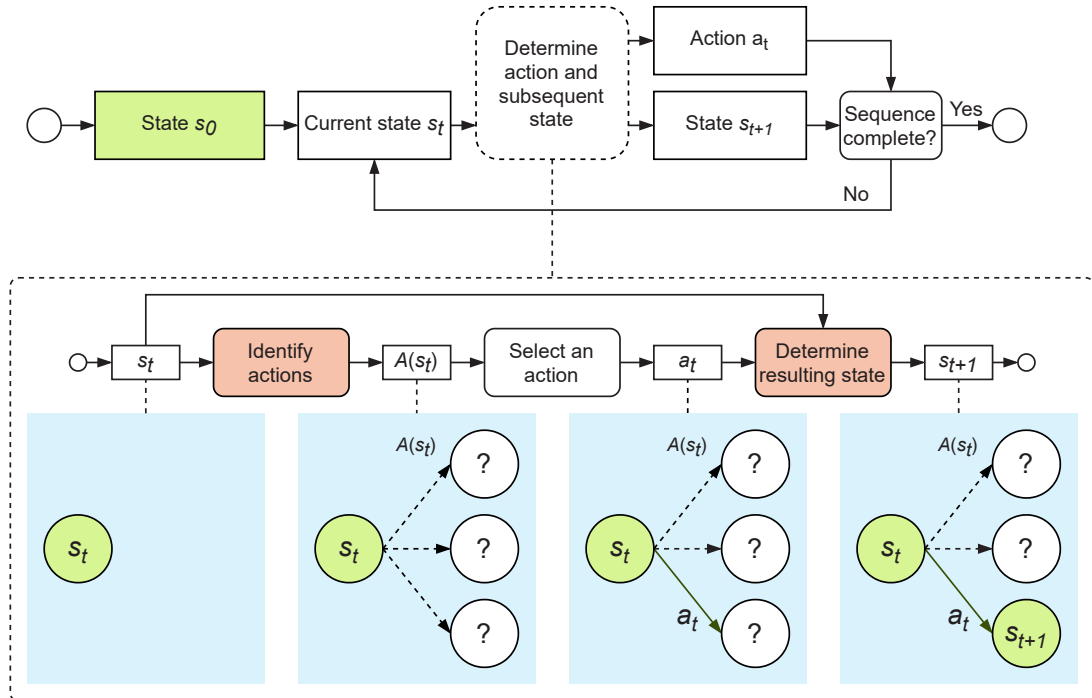 Determine
action and
subsequent
state
Action aₜ
State s₀
Current state sₜ
State sₜ₊₁
Sequence
complete?
Yes
No
sₜ
Identify
actions
A(sₜ)
Select an
action
aₜ
Determine
resulting state
sₜ₊₁
sₜ
A(sₜ)
?
sₜ
?
?
A(sₜ)
?
sₜ
?
aₜ
?
A(sₜ)
?
sₜ
?
aₜ
sₜ₊₁